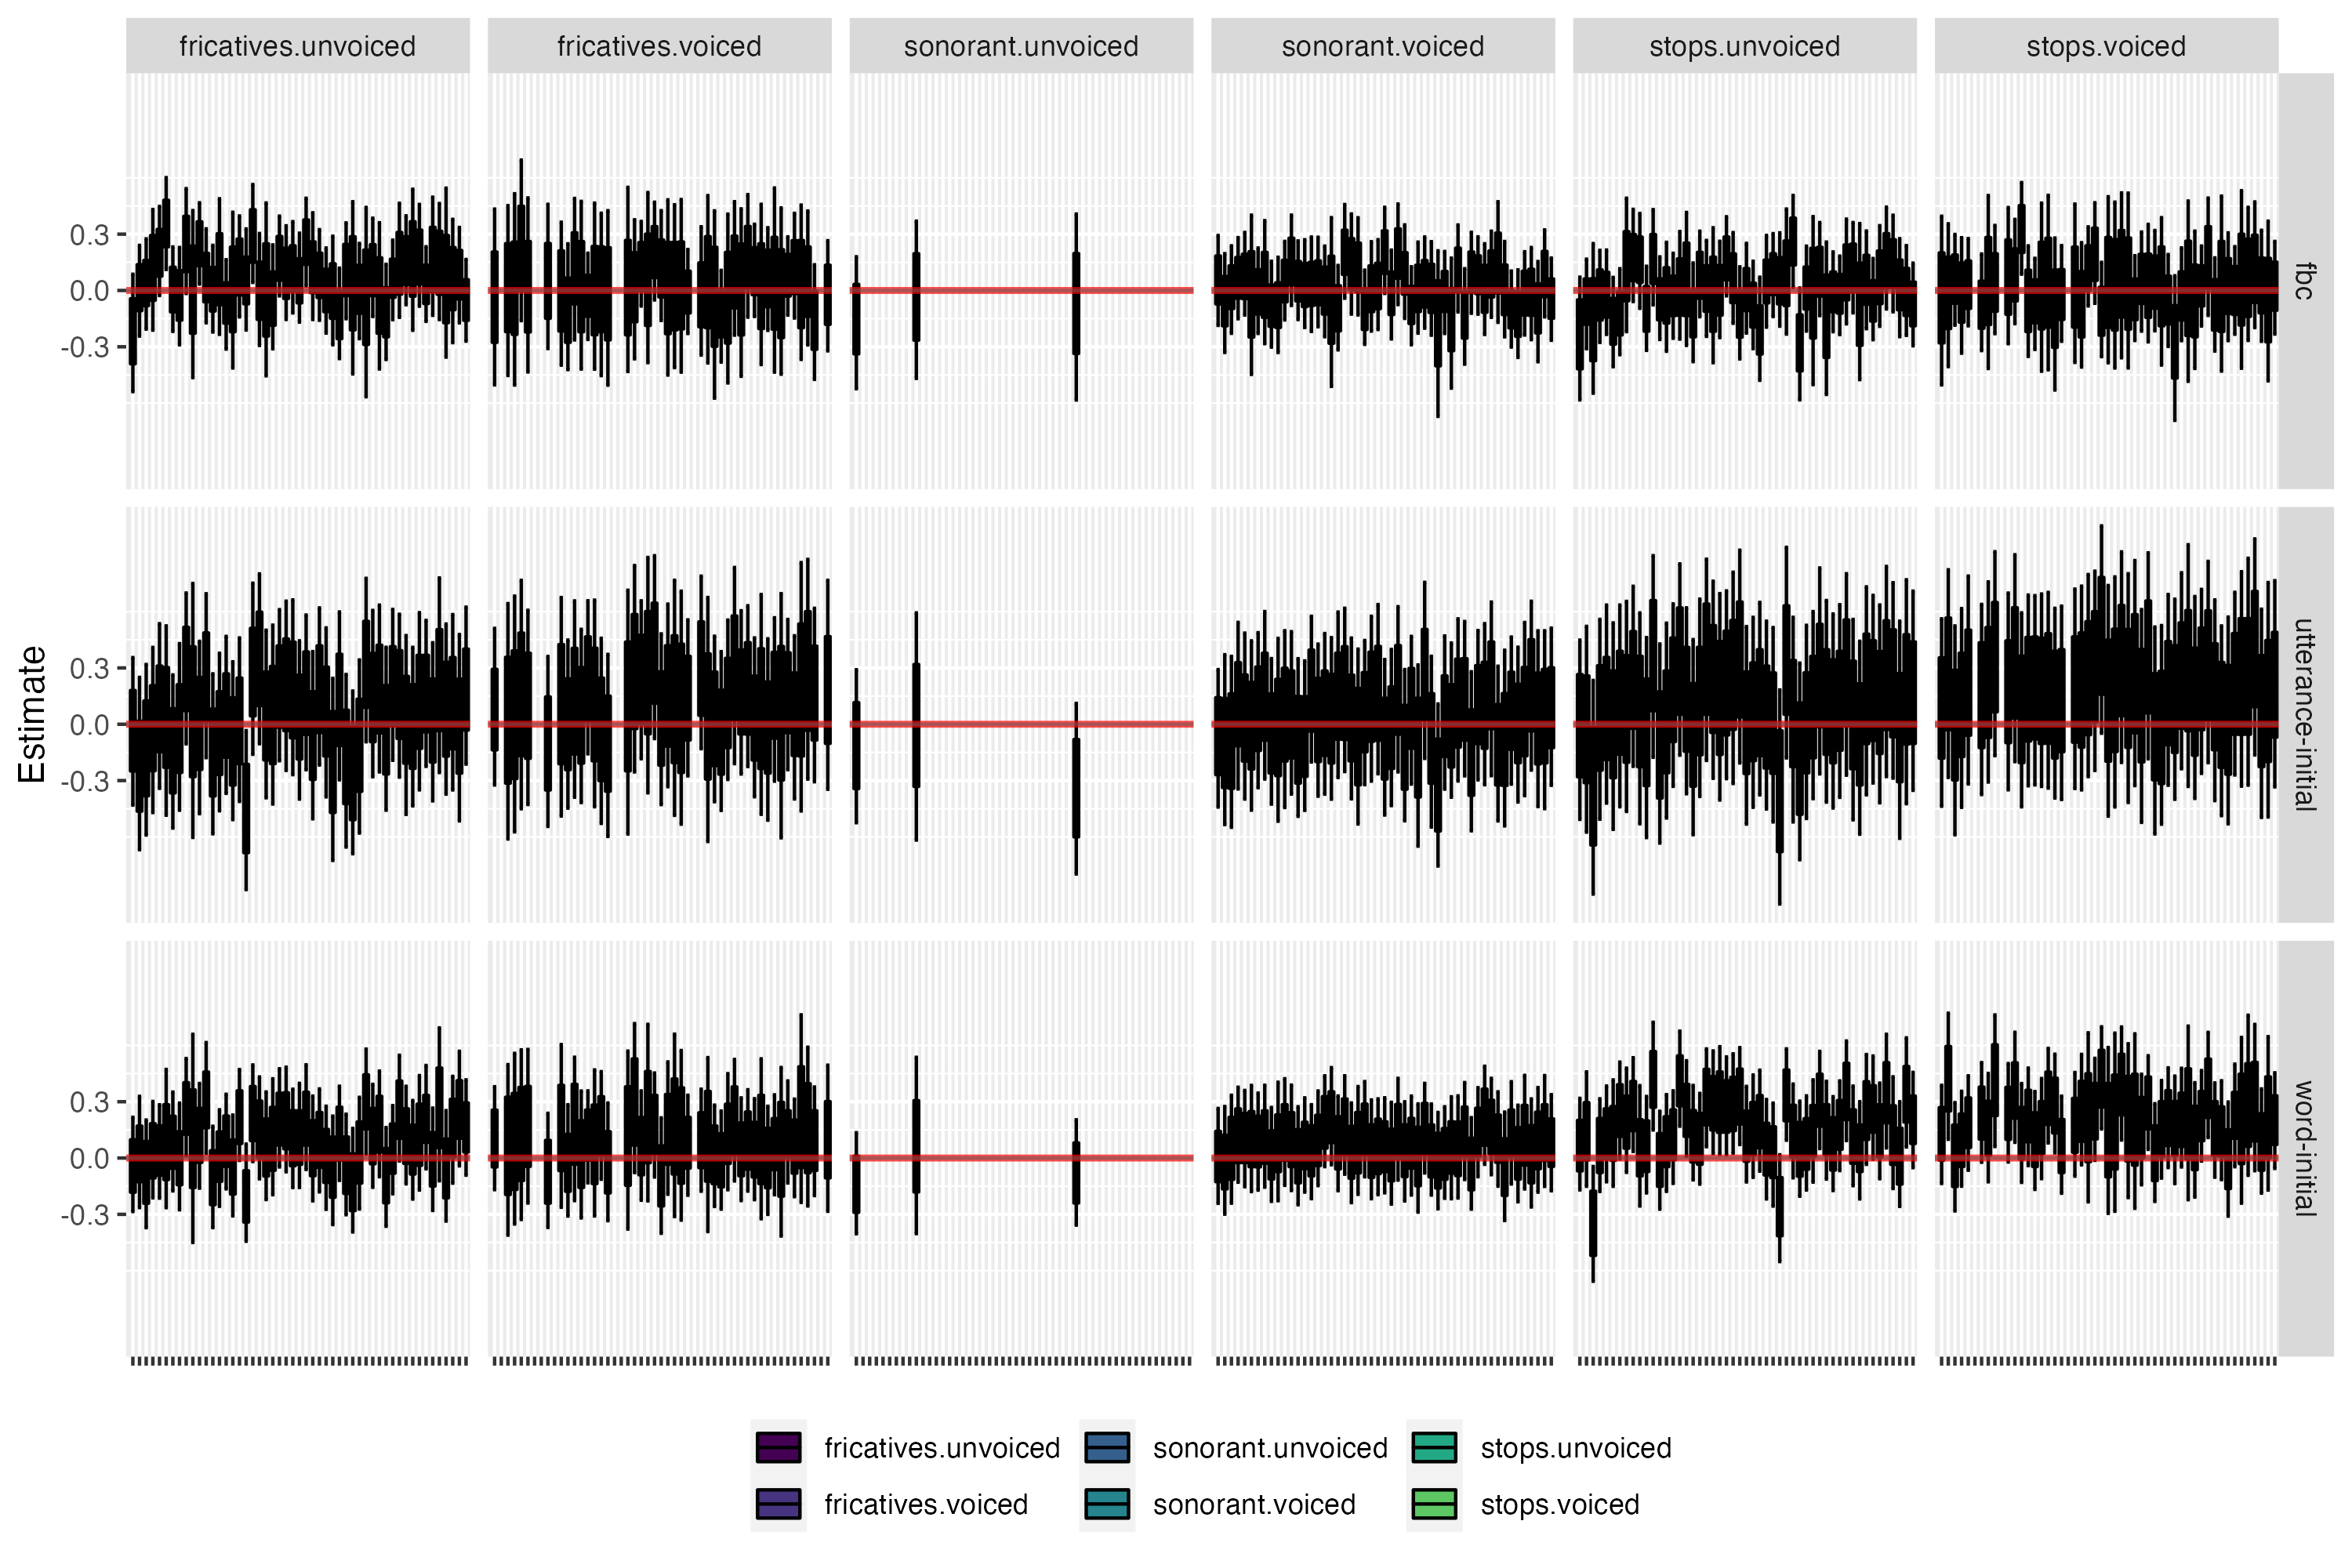 fricatives.unvoiced
fricatives.voiced
sonorant.unvoiced
sonorant.voiced
stops.unvoiced
stops.voiced
Estimate
0.3
0.0
-0.3
fbc
0.3
0.0
-0.3
utterance-initial
0.3
0.0
-0.3
word-initial
fricatives.unvoiced
sonorant.unvoiced
stops.unvoiced
fricatives.voiced
sonorant.voiced
stops.voiced